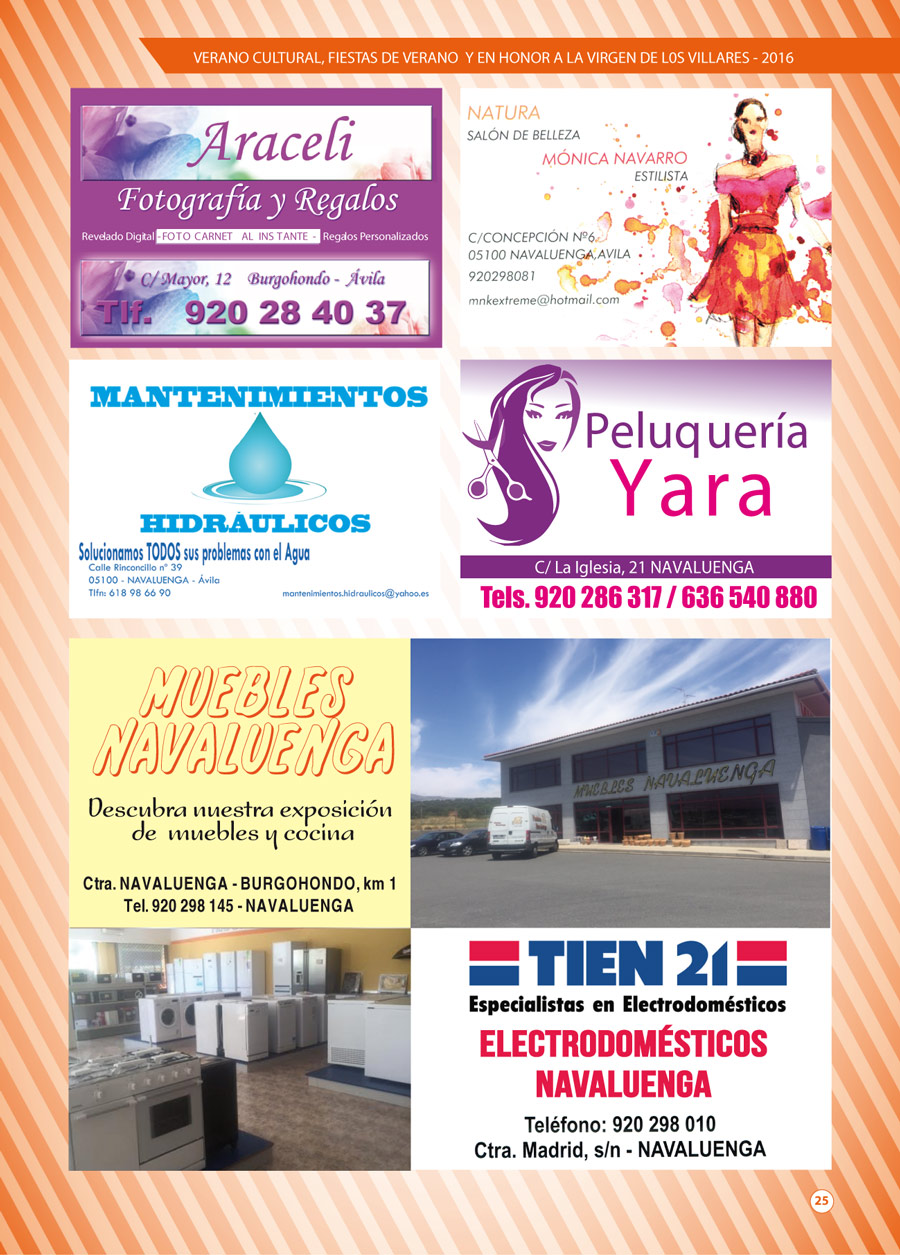 VERANO CULTURAL, FIESTAS DE VERANO Y EN HONOR A LA VIRGEN DE L0S VILLARES - 2016
Araceli
Fotografía y Regalos
Revelado Digital -FOTO CARNET AL INSTANTE - Regalos Personalizados
C/ Mayor, 12 Burgohondo - Ávila
Tlf. 920 28 40 37
NATURA
SALÓN DE BELLEZA
MÓNICA NAVARRO
ESTILISTA
C/CONCEPCIÓN Nº6
05100 NAVALUENGA,AVILA
920298081
mnkextreme@hotmail.com
MANTENIMIENTOS
HIDRÁULICOS
Solucionamos TODOS sus problemas con el Agua
Calle Rinconcillo nº 39
05100 - NAVALUENGA - Ávila
Tlfn: 618 98 66 90
mantenimientos.hidraulicos@yahoo.es
Peluquería
Yara
C/ La Iglesia, 21 NAVALUENGA
Tels. 920 286 317 / 636 540 880
MUEBLES
NAVALUENGA
Descubra nuestra exposición
de muebles y cocina
Ctra. NAVALUENGA - BURGOHONDO, km 1
Tel. 920 298 145 - NAVALUENGA
MUEBLES NAVALUENGA
TIEN 21
Especialistas en Electrodomésticos
ELECTRODOMÉSTICOS
NAVALUENGA
Teléfono: 920 298 010
Ctra. Madrid, s/n - NAVALUENGA
25